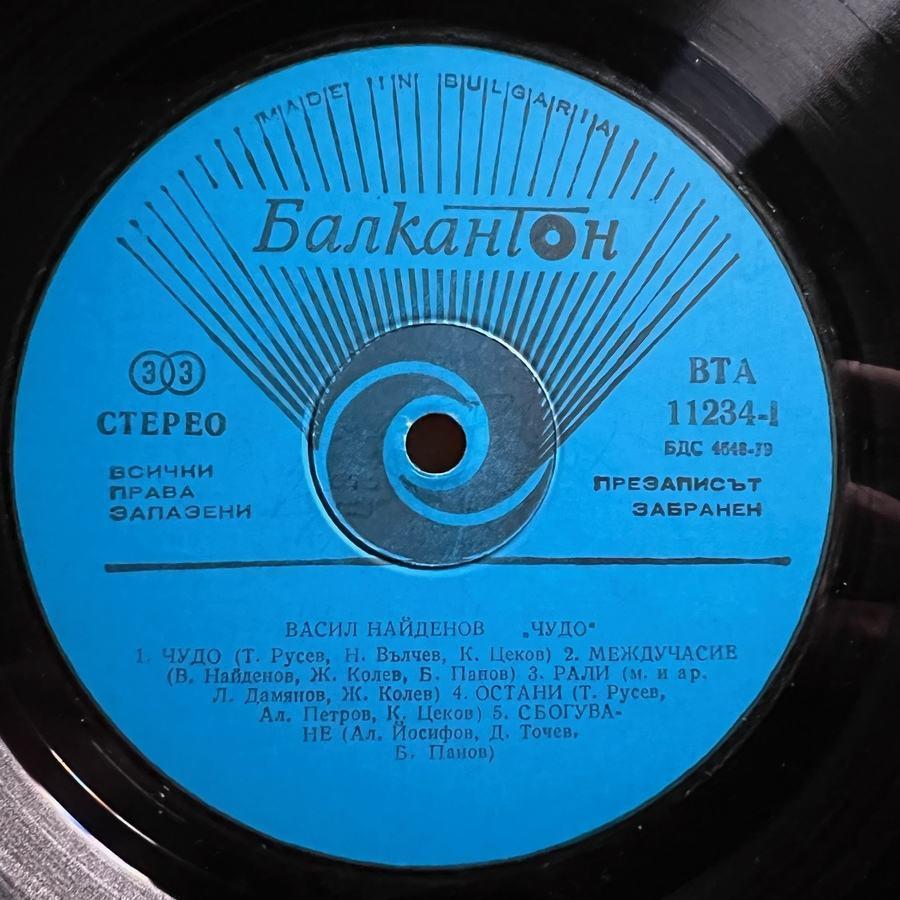 MADE IN BULGARIA
БалканТон
33
СТЕРЕО
ВСИЧКИ
ПРАВА
ЗАПАЗЕНИ
ВТА
11234-I
БДС 4648-79
ПРЕЗАПИСЪТ
ЗАБРАНЕН
ВАСИЛ НАЙДЕНОВ „ЧУДО“
1. ЧУДО (Т. Русев, Н. Вълчев, К. Цеков) 2. МЕЖДУЧАСИЕ
(В. Найденов, Ж. Колев, Б. Панов) 3. РАЛИ (м. и ар.
Л. Дамянов, Ж. Колев) 4. ОСТАНИ (Т. Русев,
Ал. Петров, К. Цеков) 5. СБОГУВА-
НЕ (Ал. Йосифов, Д. Точев,
Б. Панов)